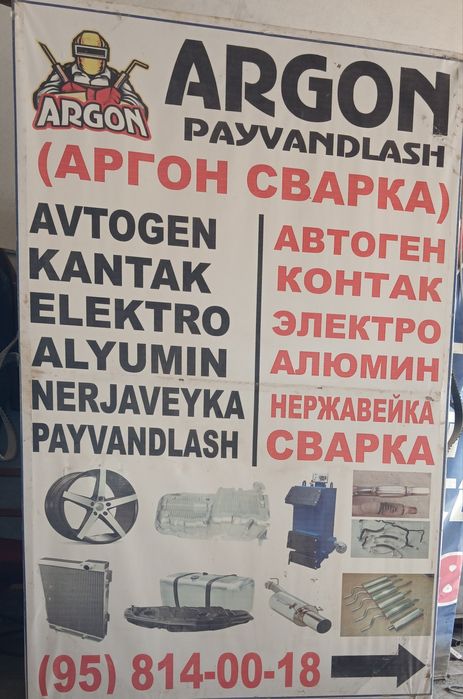 ARGON
ARGON
PAYVANDLASH
(АРГОН СВАРКА)
AVTOGEN
KANTAK
ELEKTRO
ALYUMIN
NERJAVEYKA
PAYVANDLASH
АВТОГЕН
КОНТАК
ЭЛЕКТРО
АЛЮМИН
НЕРЖАВЕЙКА
СВАРКА
(95) 814-00-18